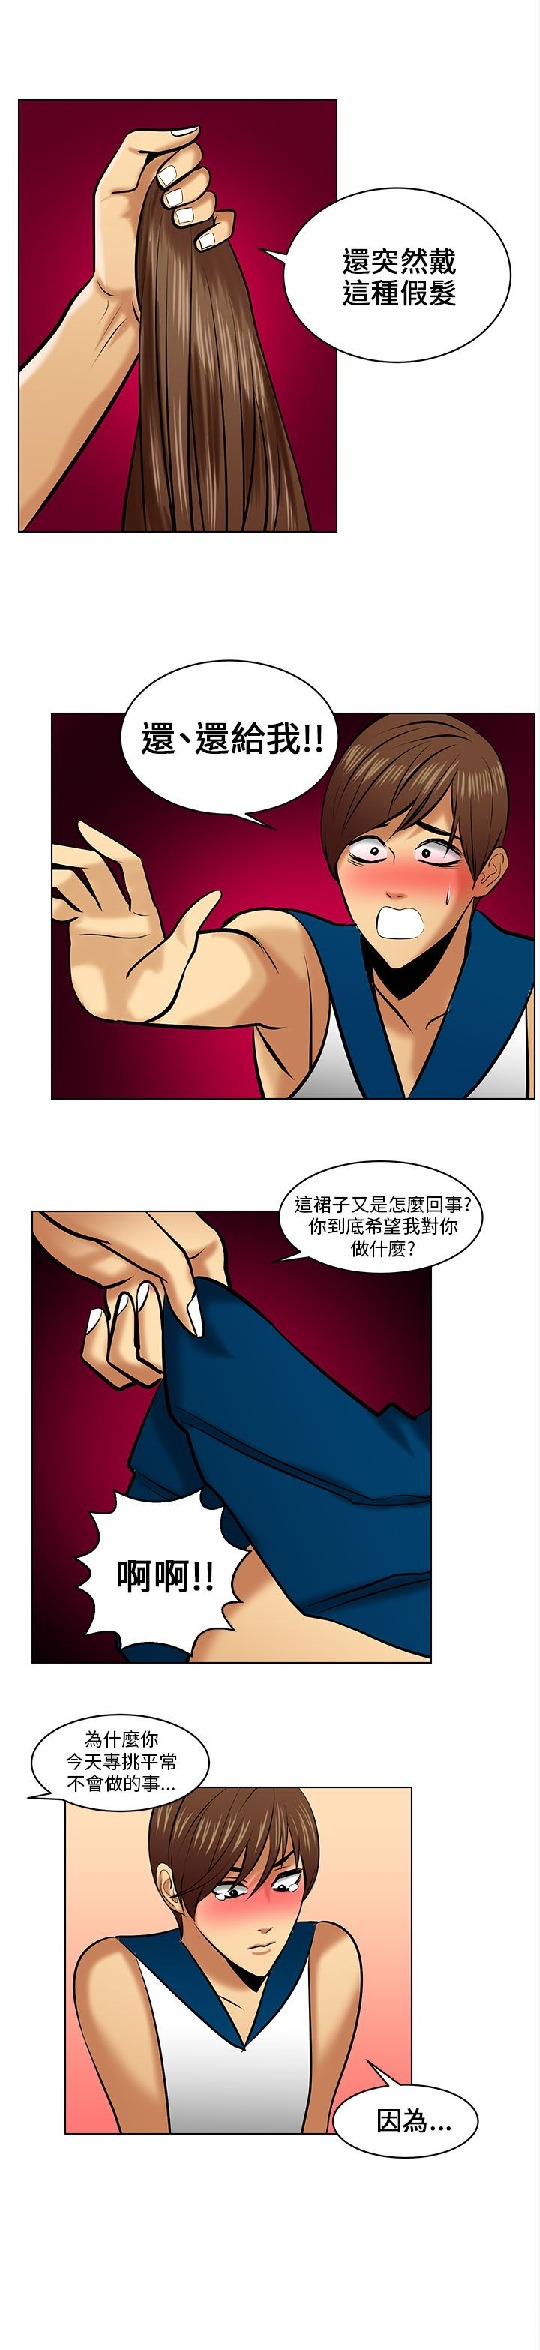 還突然戴
這種假髮
還、還給我!!
這裙子又是怎麼回事?
你到底希望我對你
做什麼?
啊啊!!
為什麼你
今天專挑平常
不會做的事...
因為...